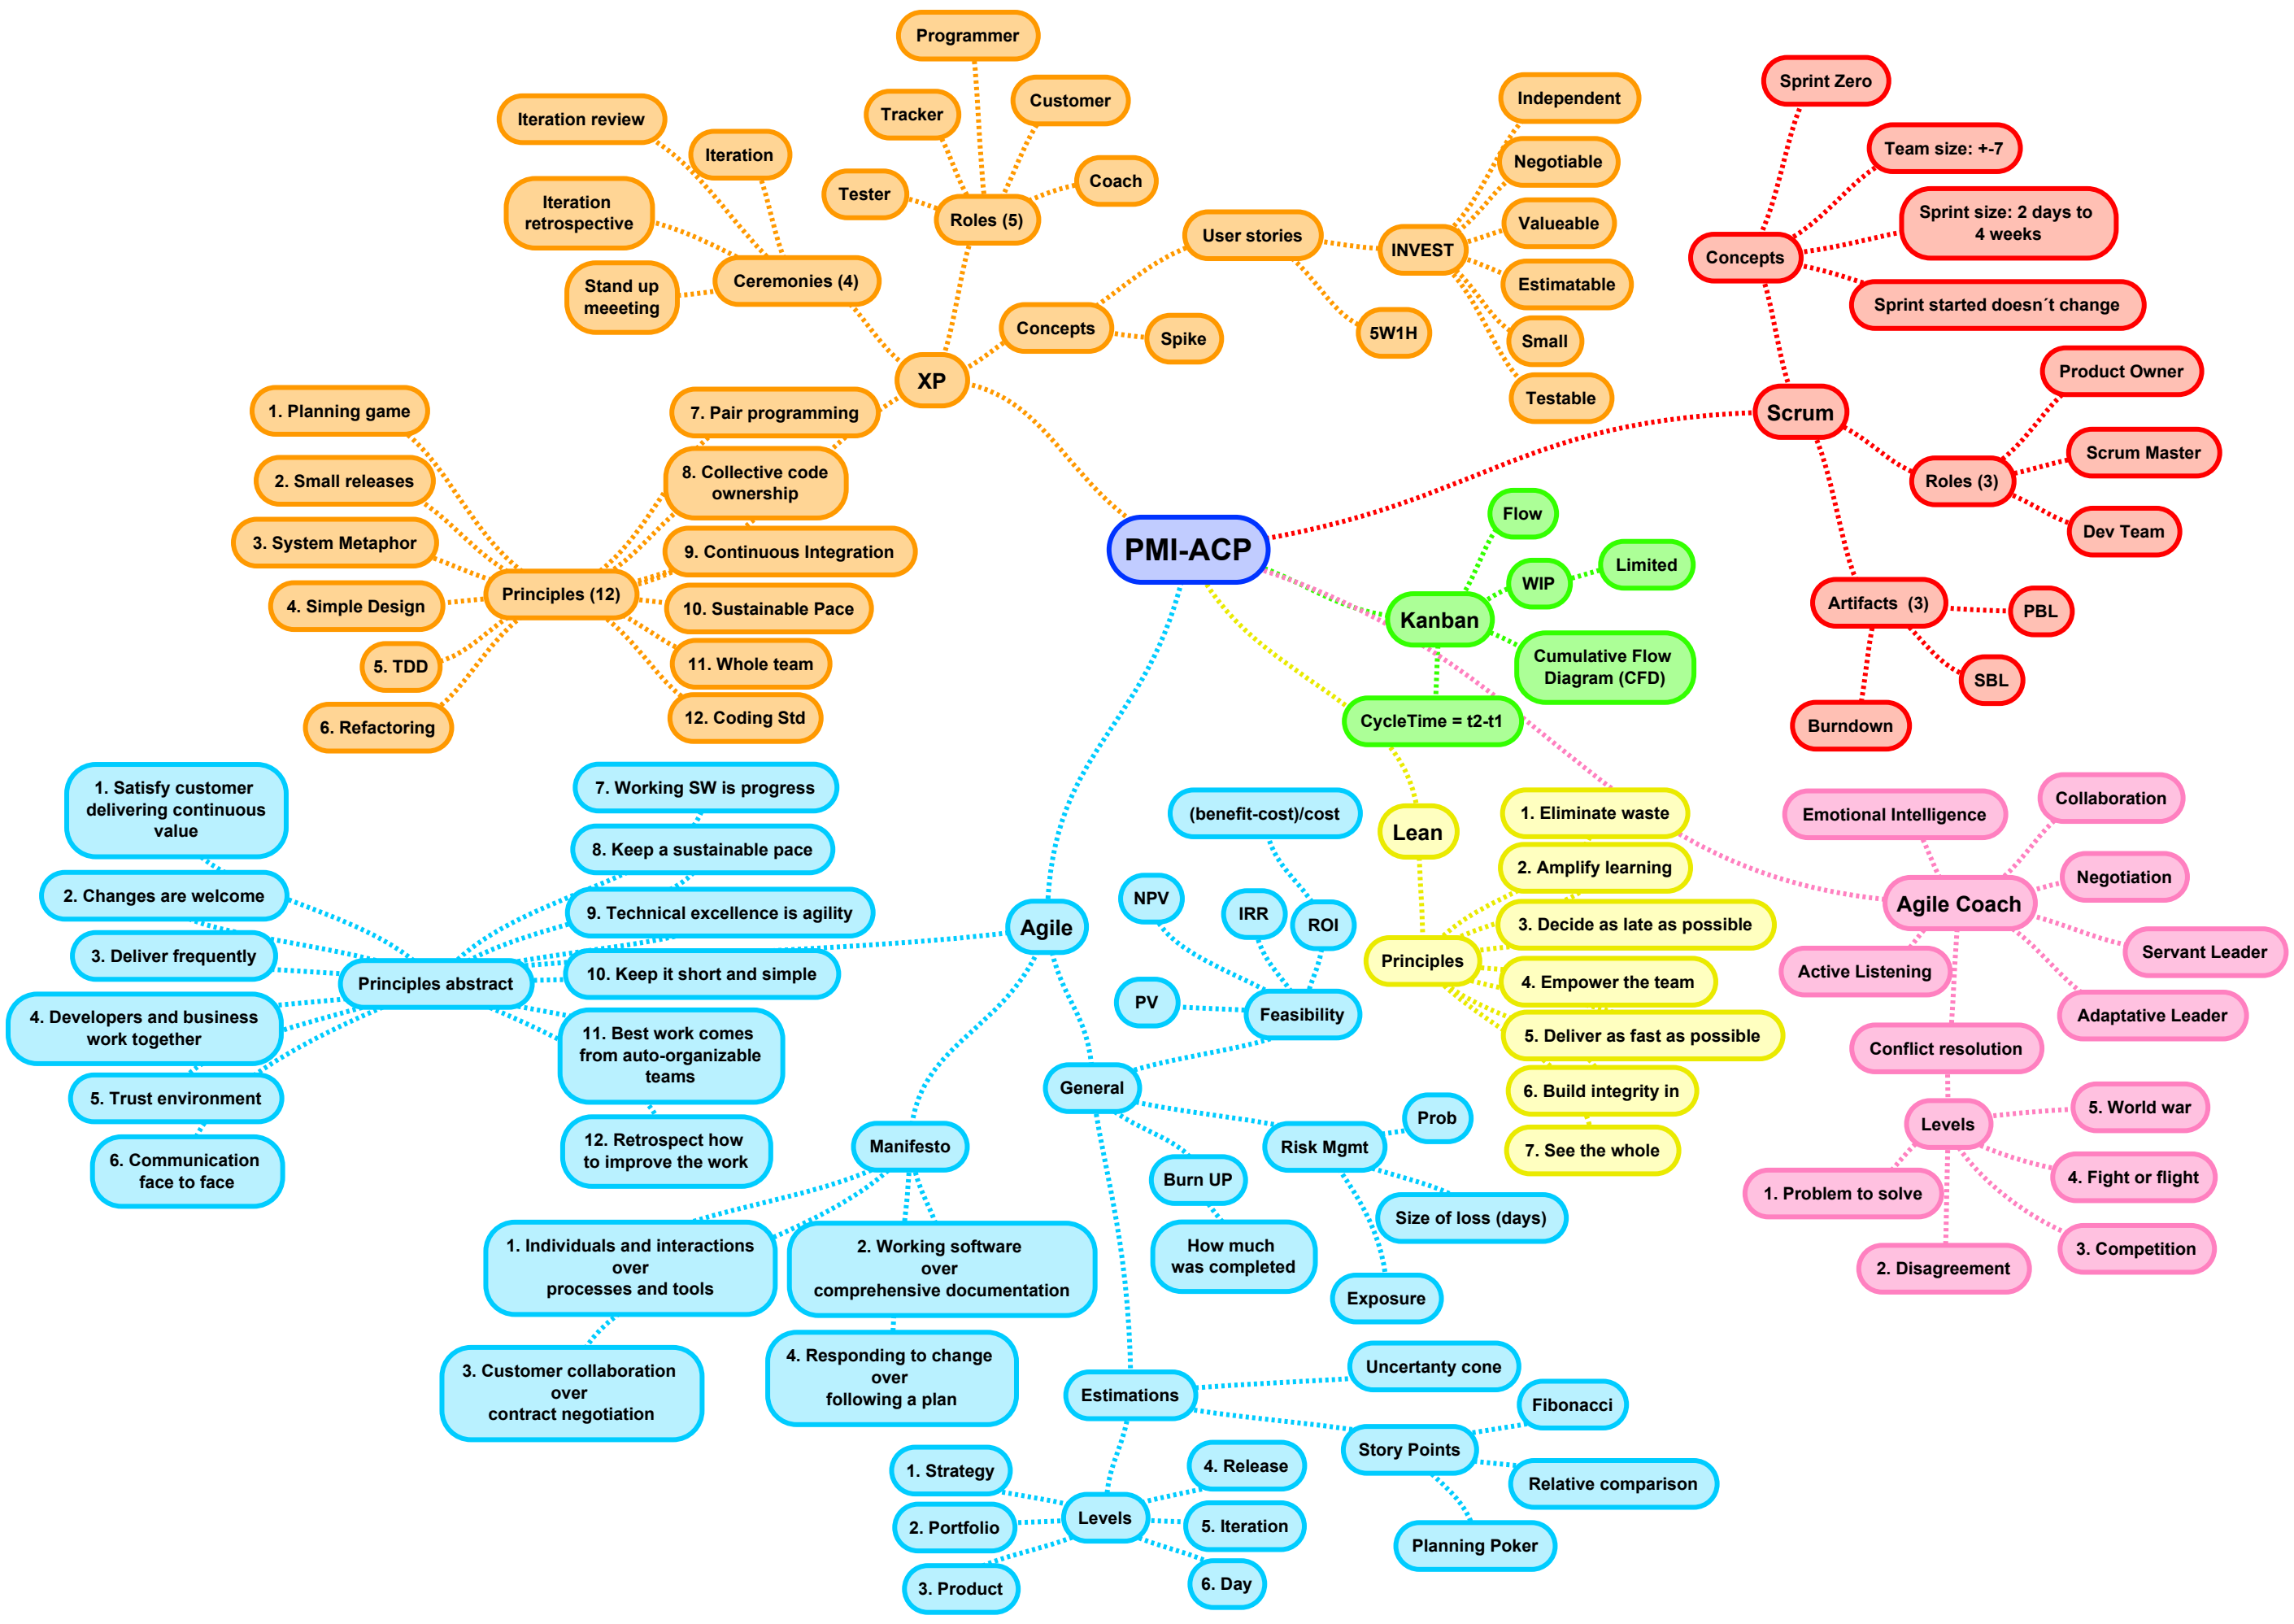 PMI-ACP
XP
Roles (5)
Programmer
Tracker
Customer
Tester
Coach
Ceremonies (4)
Iteration review
Iteration
Iteration
retrospective
Stand up
meeeting
Concepts
User stories
INVEST
Independent
Negotiable
Valueable
Estimatable
Small
Testable
5W1H
Spike
Principles (12)
1. Planning game
2. Small releases
3. System Metaphor
4. Simple Design
5. TDD
6. Refactoring
7. Pair programming
8. Collective code
ownership
9. Continuous Integration
10. Sustainable Pace
11. Whole team
12. Coding Std
Scrum
Concepts
Sprint Zero
Team size: +-7
Sprint size: 2 days to
4 weeks
Sprint started doesn´t change
Roles (3)
Product Owner
Scrum Master
Dev Team
Artifacts (3)
PBL
SBL
Burndown
Kanban
Flow
WIP
Limited
Cumulative Flow
Diagram (CFD)
CycleTime = t2-t1
Lean
Principles
1. Eliminate waste
2. Amplify learning
3. Decide as late as possible
4. Empower the team
5. Deliver as fast as possible
6. Build integrity in
7. See the whole
Agile Coach
Emotional Intelligence
Collaboration
Negotiation
Servant Leader
Adaptative Leader
Active Listening
Conflict resolution
Levels
5. World war
4. Fight or flight
3. Competition
2. Disagreement
1. Problem to solve
Agile
Principles abstract
1. Satisfy customer
delivering continuous
value
2. Changes are welcome
3. Deliver frequently
4. Developers and business
work together
5. Trust environment
6. Communication
face to face
7. Working SW is progress
8. Keep a sustainable pace
9. Technical excellence is agility
10. Keep it short and simple
11. Best work comes
from auto-organizable
teams
12. Retrospect how
to improve the work
Manifesto
1. Individuals and interactions
over
processes and tools
2. Working software
over
comprehensive documentation
3. Customer collaboration
over
contract negotiation
4. Responding to change
over
following a plan
General
Feasibility
(benefit-cost)/cost
NPV
IRR
ROI
PV
Risk Mgmt
Prob
Size of loss (days)
Exposure
Burn UP
How much
was completed
Estimations
Uncertanty cone
Story Points
Fibonacci
Relative comparison
Planning Poker
Levels
1. Strategy
2. Portfolio
3. Product
4. Release
5. Iteration
6. Day